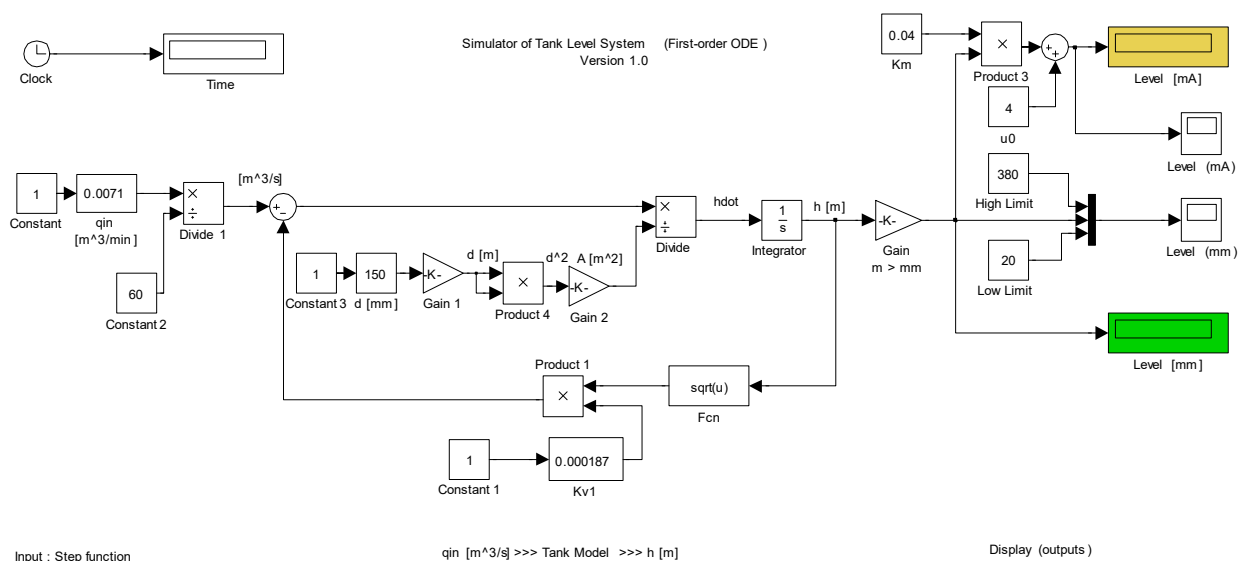 Simulator of Tank Level System (First-order ODE )
Version 1.0
Clock
Time
0.04
Km
×
Product 3
+
+
Level [mA]
4
u0
Level (mA)
380
High Limit
20
Low Limit
Level (mm)
Level [mm]
1
Constant
0.0071
qin
[m^3/min ]
×
÷
Divide 1
[m^3/s]
60
Constant 2
+
-
1
Constant 3
150
d [mm]
-K-
Gain 1
d [m]
×
Product 4
d^2
-K-
Gain 2
A [m^2]
×
÷
Divide
hdot
1
s
Integrator
h [m]
-K-
Gain
m > mm
Product 1
×
sqrt(u)
Fcn
1
Constant 1
0.000187
Kv1
Input : Step function
qin [m^3/s] >>> Tank Model >>> h [m]
Display (outputs )